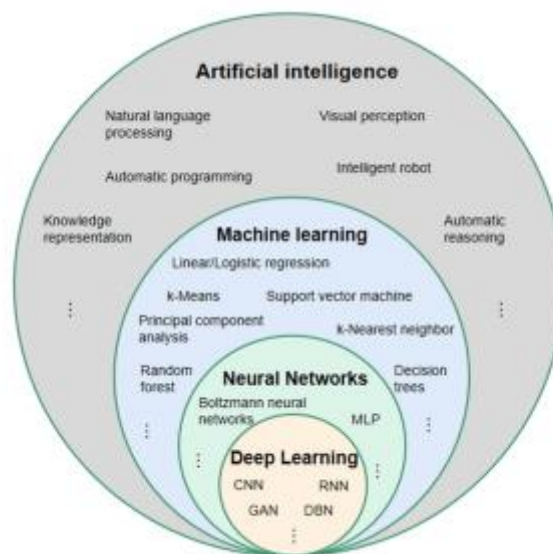 Artificial intelligence
Natural language
processing
Visual perception
Automatic programming
Intelligent robot
Knowledge
representation
Automatic
reasoning
Machine learning
Linear/Logistic regression
k-Means
Support vector machine
Principal component
analysis
k-Nearest neighbor
Random
forest
Decision
trees
Neural Networks
Boltzmann neural
networks
MLP
Deep Learning
CNN
RNN
GAN
DBN